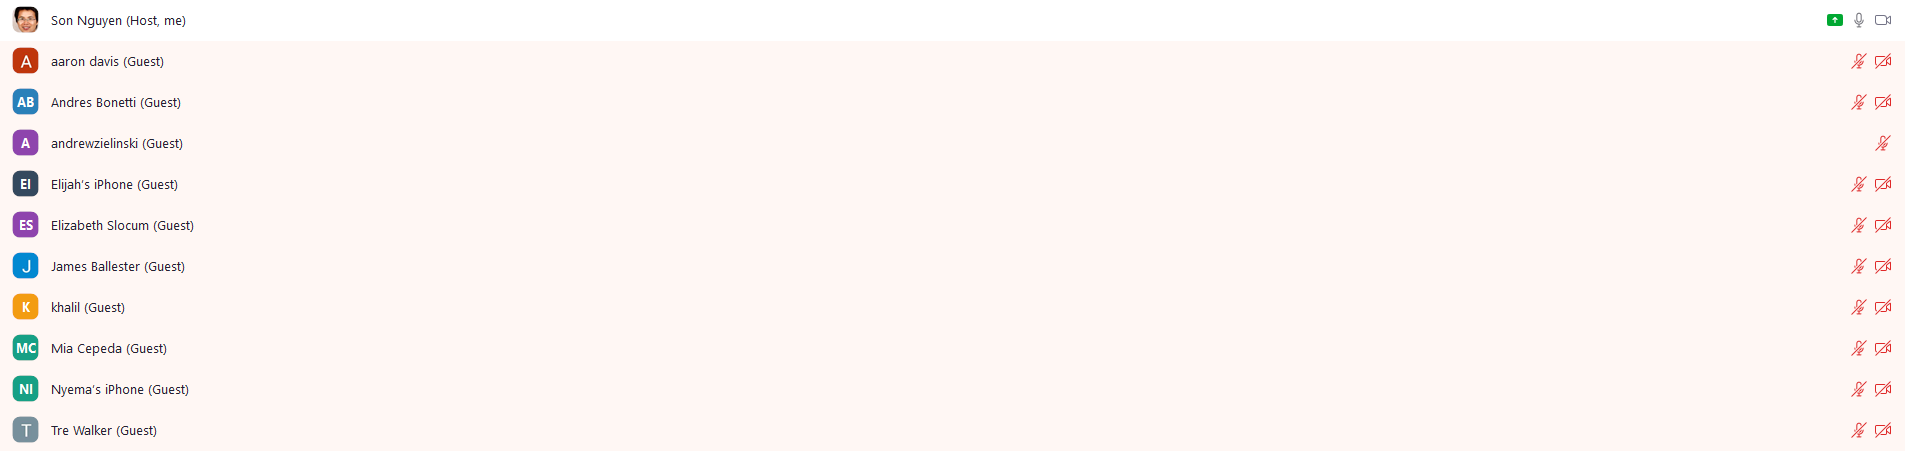 Son Nguyen (Host, me)
A aaron davis (Guest)
AB Andres Bonetti (Guest)
A andrewzielinski (Guest)
EI Elijah's iPhone (Guest)
ES Elizabeth Slocum (Guest)
J James Ballester (Guest)
K khalil (Guest)
MC Mia Cepeda (Guest)
NI Nyema's iPhone (Guest)
T Tre Walker (Guest)